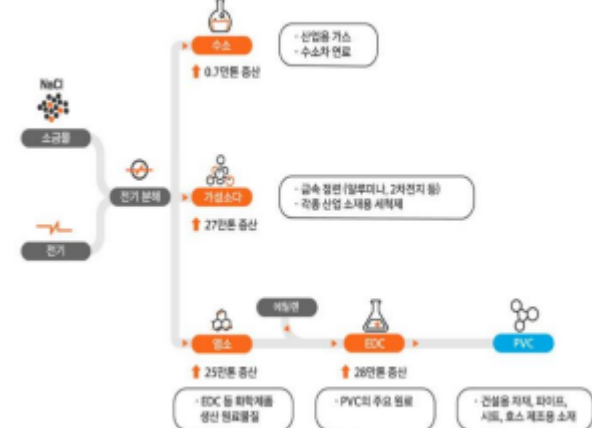 수소
· 산업용 가스
· 수소차 연료
0.7만톤 증산
NaCl
소금물
전기 분해
가성소다
· 금속 정련 (알루미나, 2차전지 등)
· 각종 산업 소재용 세척제
27만톤 증산
전기
에틸렌
염소
EDC
PVC
25만톤 증산
28만톤 증산
· EDC 등 화학제품
생산 원료물질
· PVC의 주요 원료
· 건설용 자재, 파이프,
시트, 호스 제조용 소재